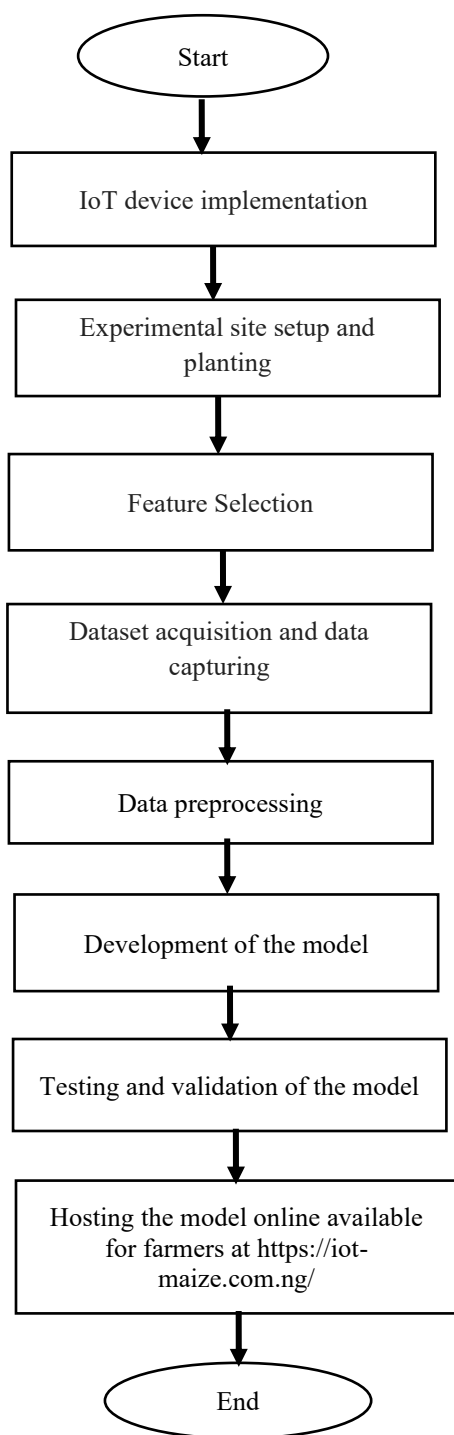 Start
IoT device implementation
Experimental site setup and
planting
Feature Selection
Dataset acquisition and data
capturing
Data preprocessing
Development of the model
Testing and validation of the model
Hosting the model online available
for farmers at https://iot-
maize.com.ng/
End